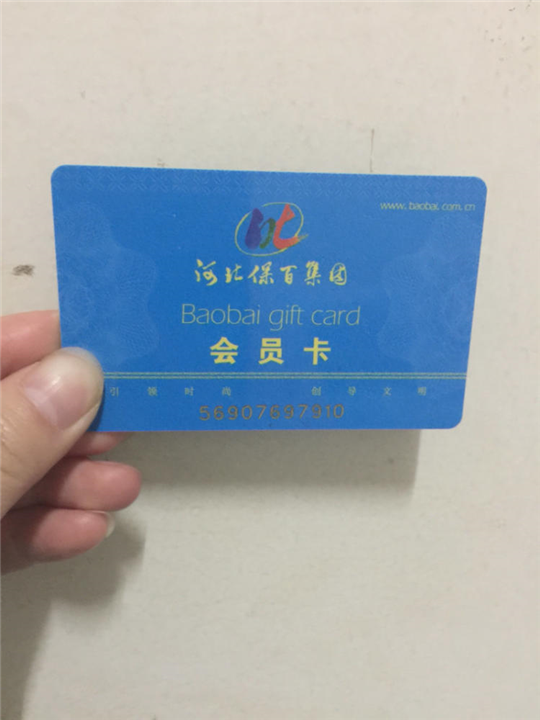 www.baobai.com.cn
河北保百集团
Baobai gift card
会员卡
引领时尚 创导文明
56907697910